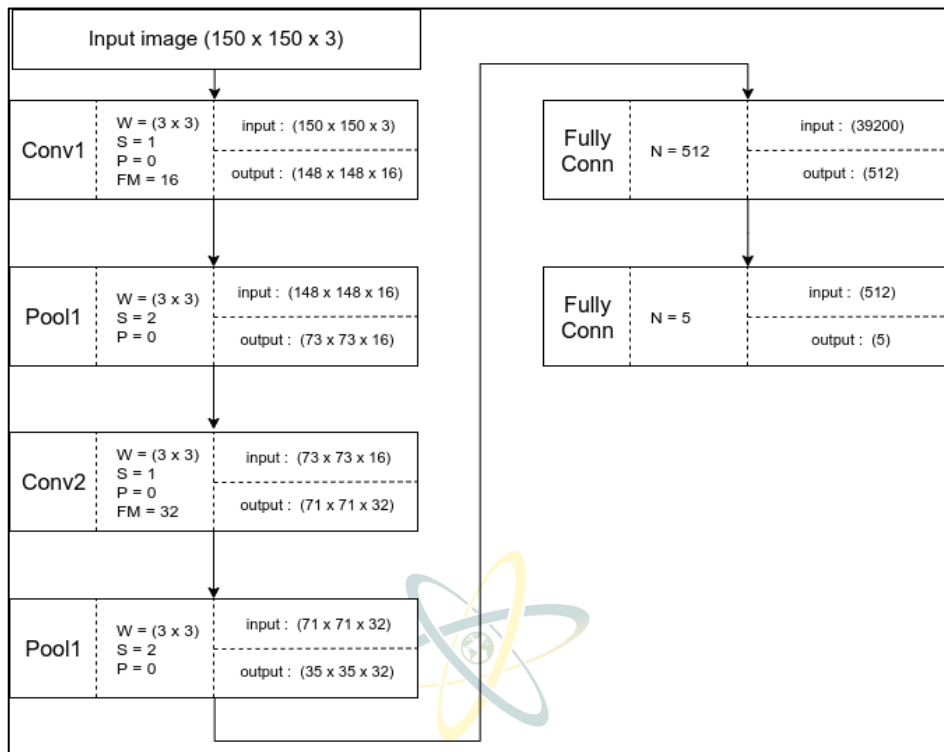 Input image (150 x 150 x 3)
Conv1
W = (3 x 3)
S = 1
P = 0
FM = 16
input : (150 x 150 x 3)
output : (148 x 148 x 16)
Pool1
W = (3 x 3)
S = 2
P = 0
input : (148 x 148 x 16)
output : (73 x 73 x 16)
Conv2
W = (3 x 3)
S = 1
P = 0
FM = 32
input : (73 x 73 x 16)
output : (71 x 71 x 32)
Pool1
W = (3 x 3)
S = 2
P = 0
input : (71 x 71 x 32)
output : (35 x 35 x 32)
Fully
Conn
N = 512
input : (39200)
output : (512)
Fully
Conn
N = 5
input : (512)
output : (5)